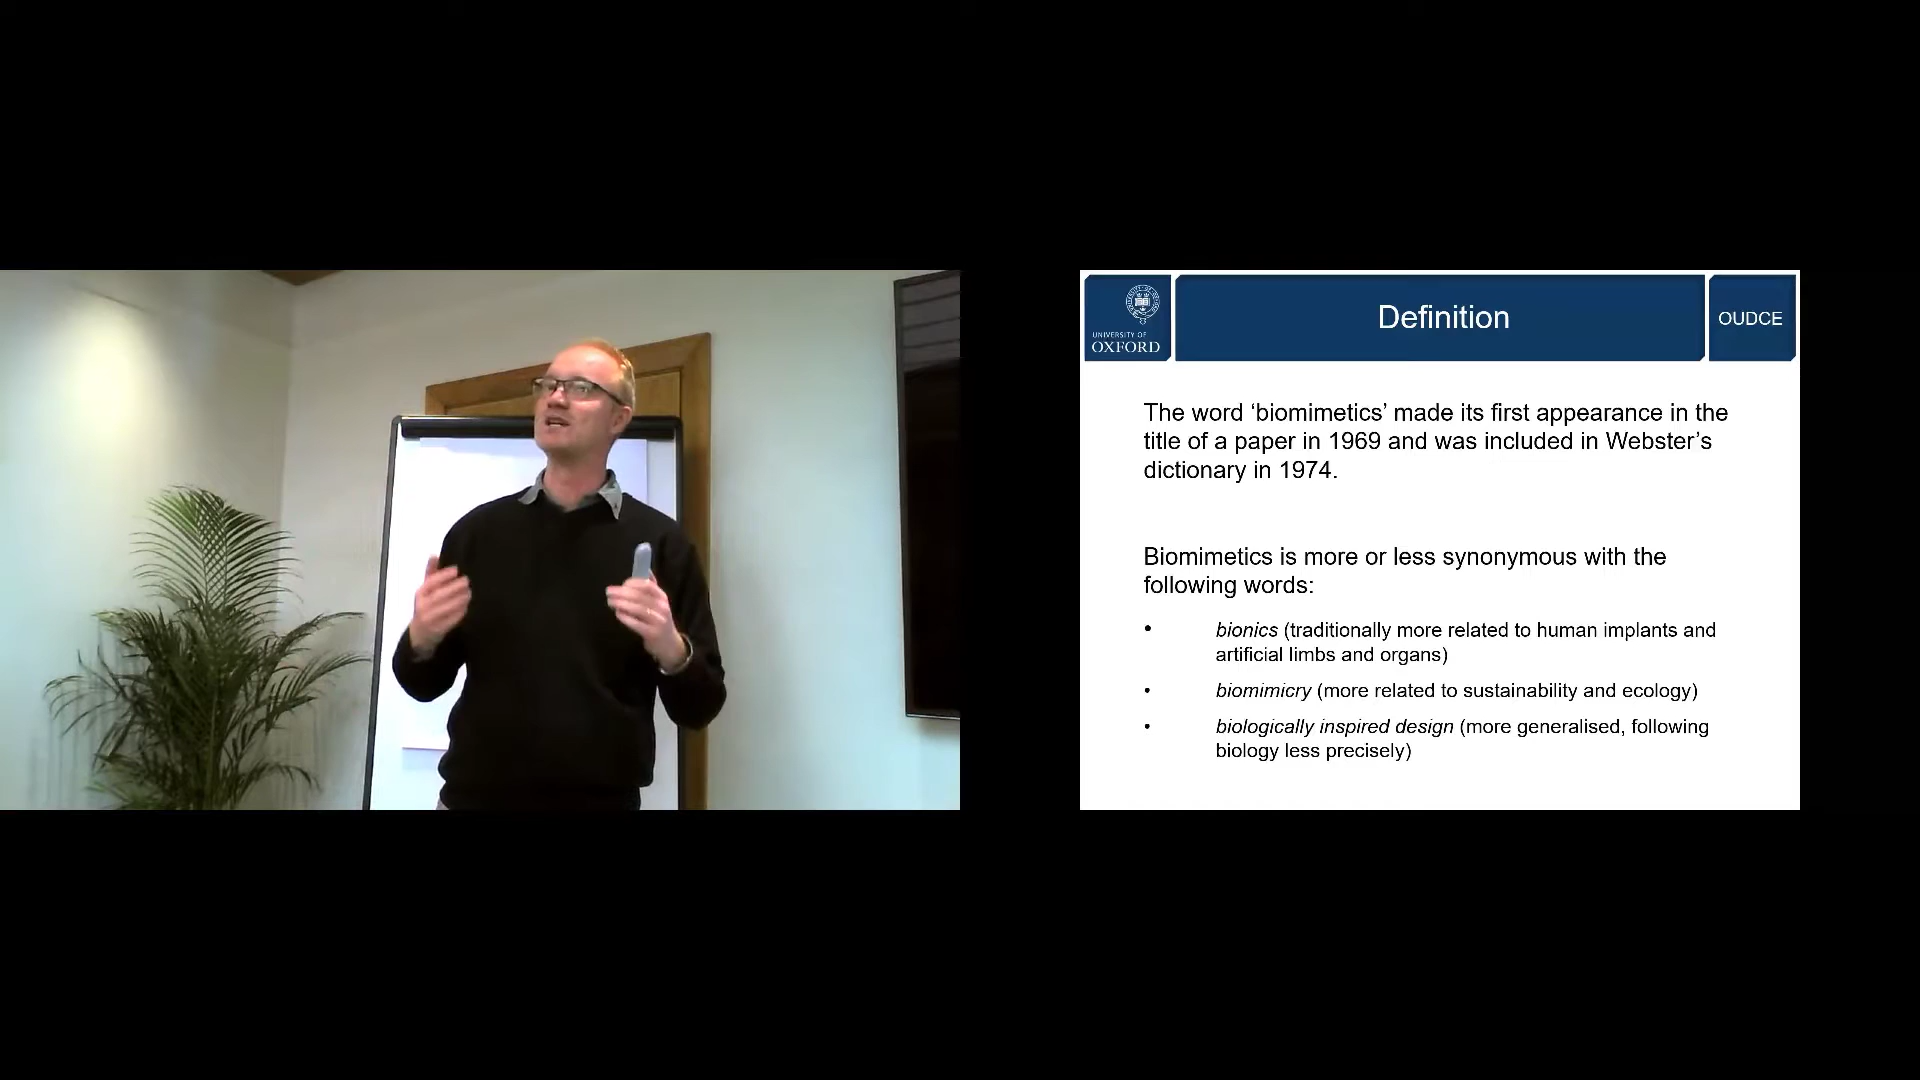 UNIVERSITY OF
OXFORD
Definition
OUDCE
The word ‘biomimetics’ made its first appearance in the
title of a paper in 1969 and was included in Webster’s
dictionary in 1974.
Biomimetics is more or less synonymous with the
following words:
• bionics (traditionally more related to human implants and
artificial limbs and organs)
• biomimicry (more related to sustainability and ecology)
• biologically inspired design (more generalised, following
biology less precisely)